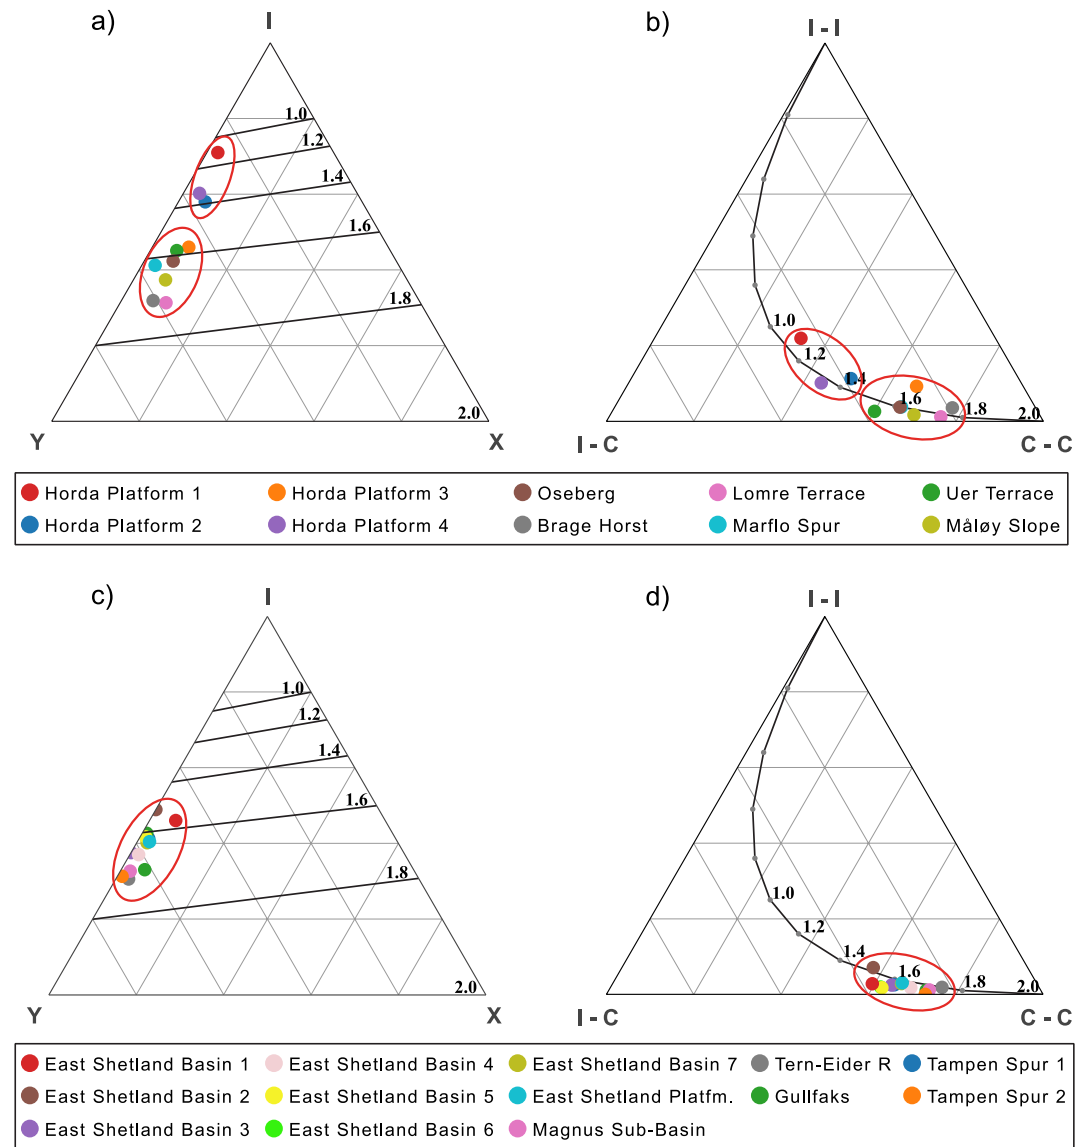 a)
I
1.0
1.2
1.4
1.6
1.8
2.0
Y
X
b)
I - I
1.0
1.2
1.4
1.6
1.8
2.0
I - C
C - C
Horda Platform 1
Horda Platform 3
Oseberg
Lomre Terrace
Uer Terrace
Horda Platform 2
Horda Platform 4
Brage Horst
Marflo Spur
Måløy Slope
c)
I
1.0
1.2
1.4
1.6
1.8
2.0
Y
X
d)
I - I
1.0
1.2
1.4
1.6
1.8
2.0
I - C
C - C
East Shetland Basin 1
East Shetland Basin 4
East Shetland Basin 7
Tern-Eider R
Tampen Spur 1
East Shetland Basin 2
East Shetland Basin 5
East Shetland Platfm.
Gullfaks
Tampen Spur 2
East Shetland Basin 3
East Shetland Basin 6
Magnus Sub-Basin